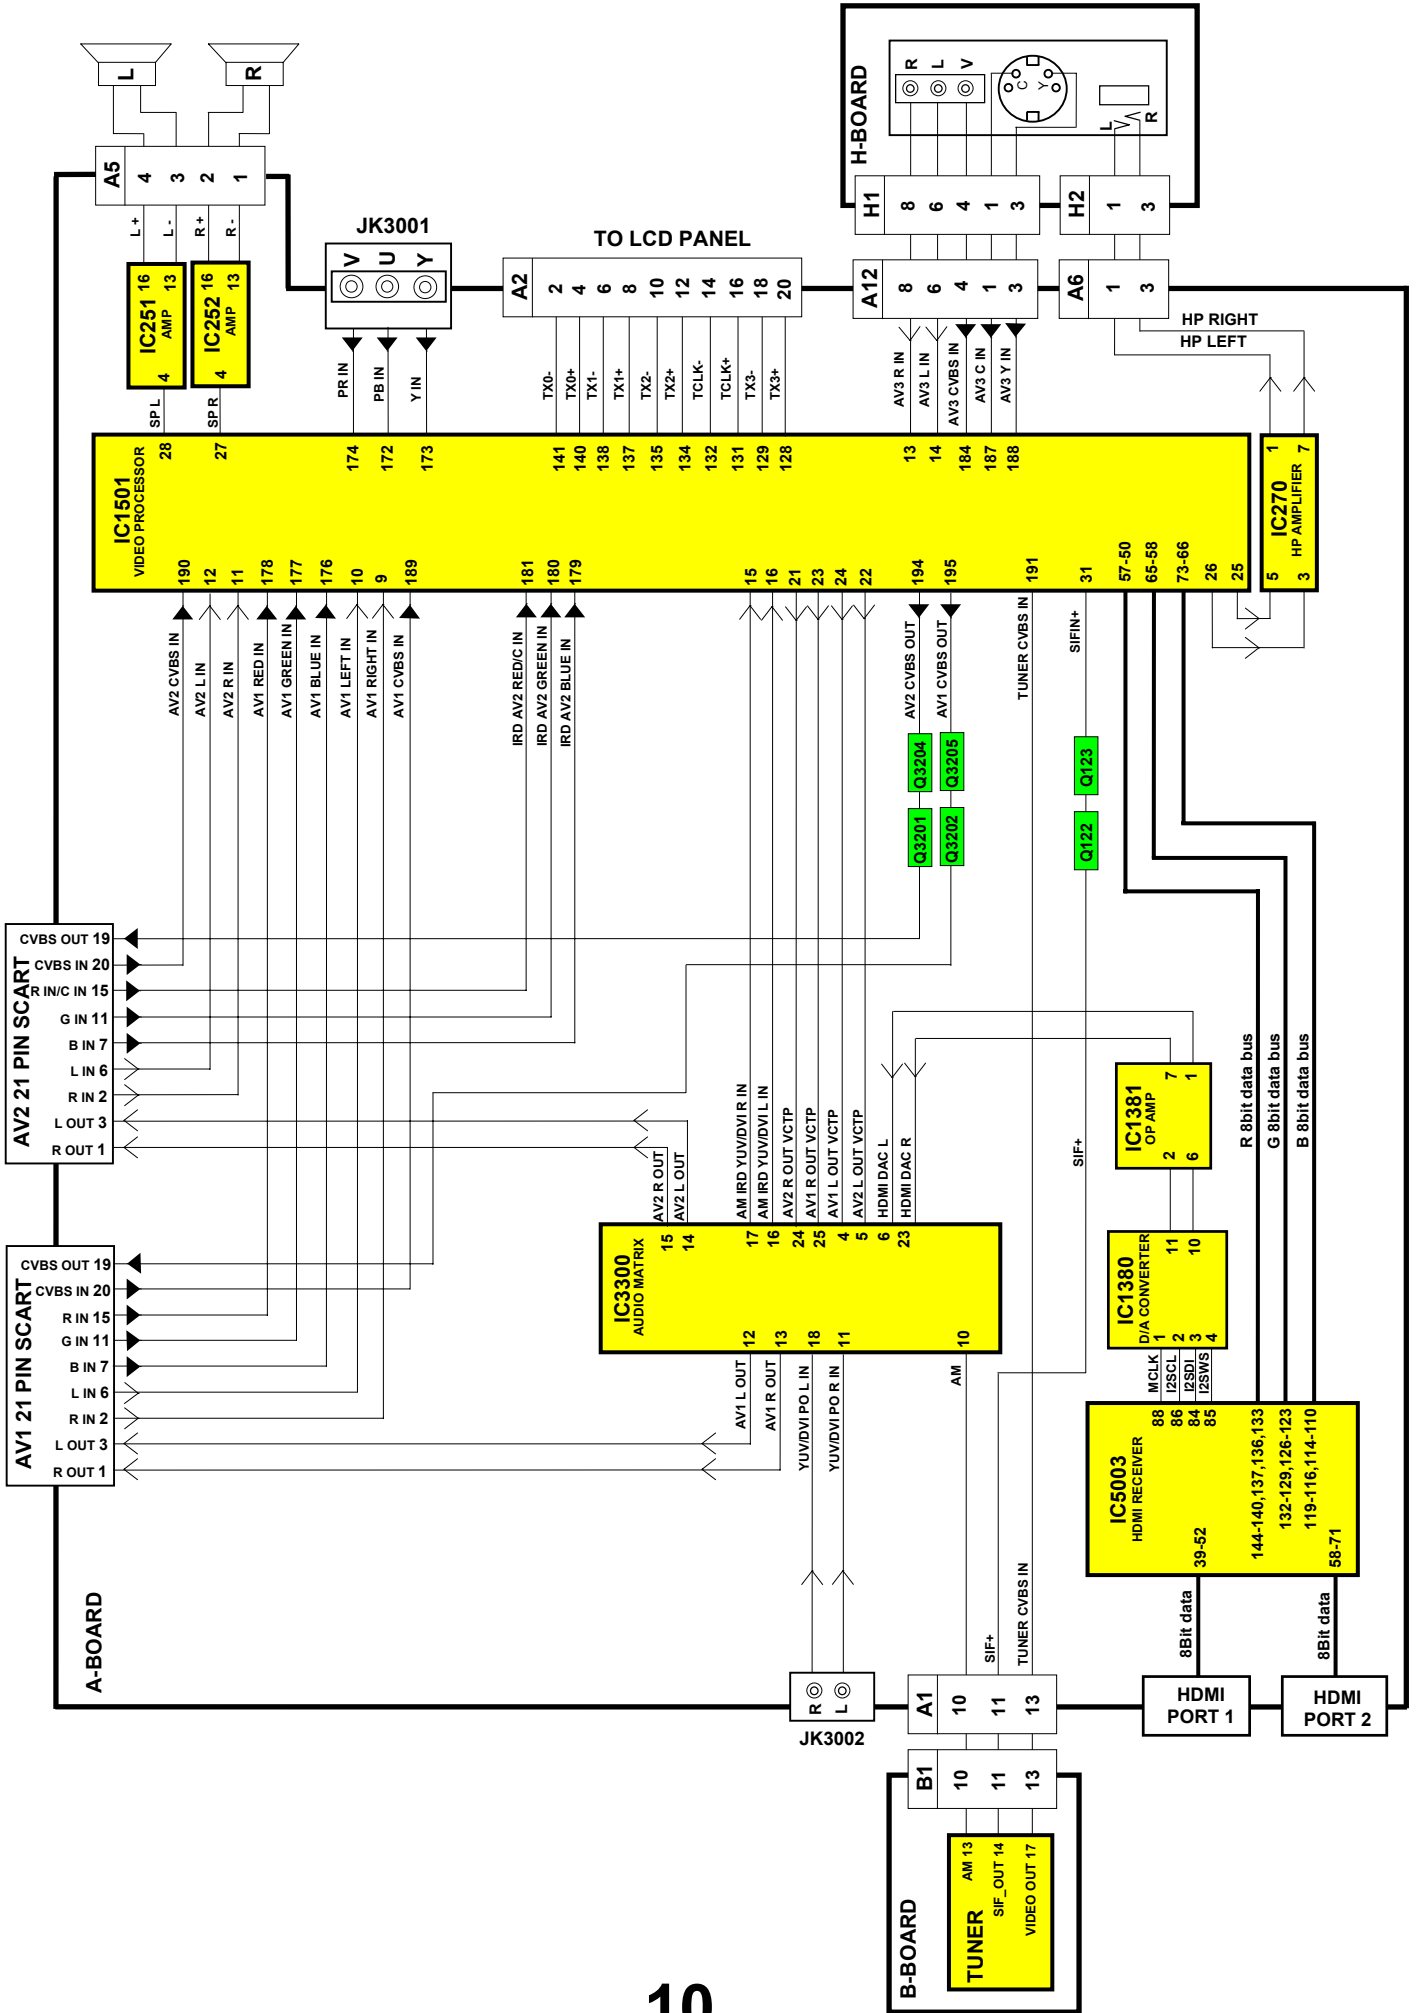 L
R
A5
4
3
2
1
L +
L -
R +
R -
16
13
IC251
AMP
4
16
13
IC252
AMP
4
SP L
SP R
JK3001
V
U
Y
PR IN
PB IN
Y IN
TO LCD PANEL
A2
2
4
6
8
10
12
14
16
18
20
TX0-
TX0+
TX1-
TX1+
TX2-
TX2+
TCLK-
TCLK+
TX3-
TX3+
H-BOARD
R
L
V
C
Y
L
R
H1
8
6
4
1
3
H2
1
3
A12
8
6
4
1
3
A6
1
3
AV3 R IN
AV3 L IN
AV3 CVBS IN
AV3 C IN
AV3 Y IN
HP RIGHT
HP LEFT
IC1501
VIDEO PROCESSOR
28
27
174
172
173
141
140
138
137
135
134
132
131
129
128
13
14
184
187
188
190
12
11
178
177
176
10
9
189
181
180
179
15
16
21
23
24
22
194
195
191
31
57-50
65-58
73-66
26
25
1
7
IC270
HP AMPLIFIER
5
3
AV2 CVBS IN
AV2 L IN
AV2 R IN
AV1 RED IN
AV1 GREEN IN
AV1 BLUE IN
AV1 LEFT IN
AV1 RIGHT IN
AV1 CVBS IN
IRD AV2 RED/C IN
IRD AV2 GREEN IN
IRD AV2 BLUE IN
AV2 CVBS OUT
AV1 CVBS OUT
TUNER CVBS IN
SIFIN+
Q3204
Q3205
Q3201
Q3202
Q123
Q122
AV2 21 PIN SCART
CVBS OUT 19
CVBS IN 20
R IN/C IN 15
G IN 11
B IN 7
L IN 6
R IN 2
L OUT 3
R OUT 1
AV2 R OUT
AV2 L OUT
AM IRD YUV/DVI R IN
AM IRD YUV/DVI L IN
AV2 R OUT VCTP
AV1 R OUT VCTP
AV1 L OUT VCTP
AV2 L OUT VCTP
HDMI DAC L
HDMI DAC R
SIF+
7
1
IC1381
OP AMP
2
6
R 8bit data bus
G 8bit data bus
B 8bit data bus
AV1 21 PIN SCART
CVBS OUT 19
CVBS IN 20
R IN 15
G IN 11
B IN 7
L IN 6
R IN 2
L OUT 3
R OUT 1
IC3300
AUDIO MATRIX
15
14
17
16
24
25
4
5
6
23
12
13
18
11
10
AV1 L OUT
AV1 R OUT
YUV/DVI PO L IN
YUV/DVI PO R IN
AM
11
10
IC1380
D/A CONVERTER
1
2
3
4
MCLK
I2SCL
I2SDI
I2SWS
88
86
84
85
IC5003
HDMI RECEIVER
144-140,137,136,133
132-129,126-123
119-116,114-110
39-52
58-71
8Bit data
8Bit data
HDMI
PORT 1
HDMI
PORT 2
A-BOARD
SIF+
TUNER CVBS IN
R
L
JK3002
A1
10
11
13
B1
10
11
13
B-BOARD
TUNER
AM 13
SIF_OUT 14
VIDEO OUT 17
10